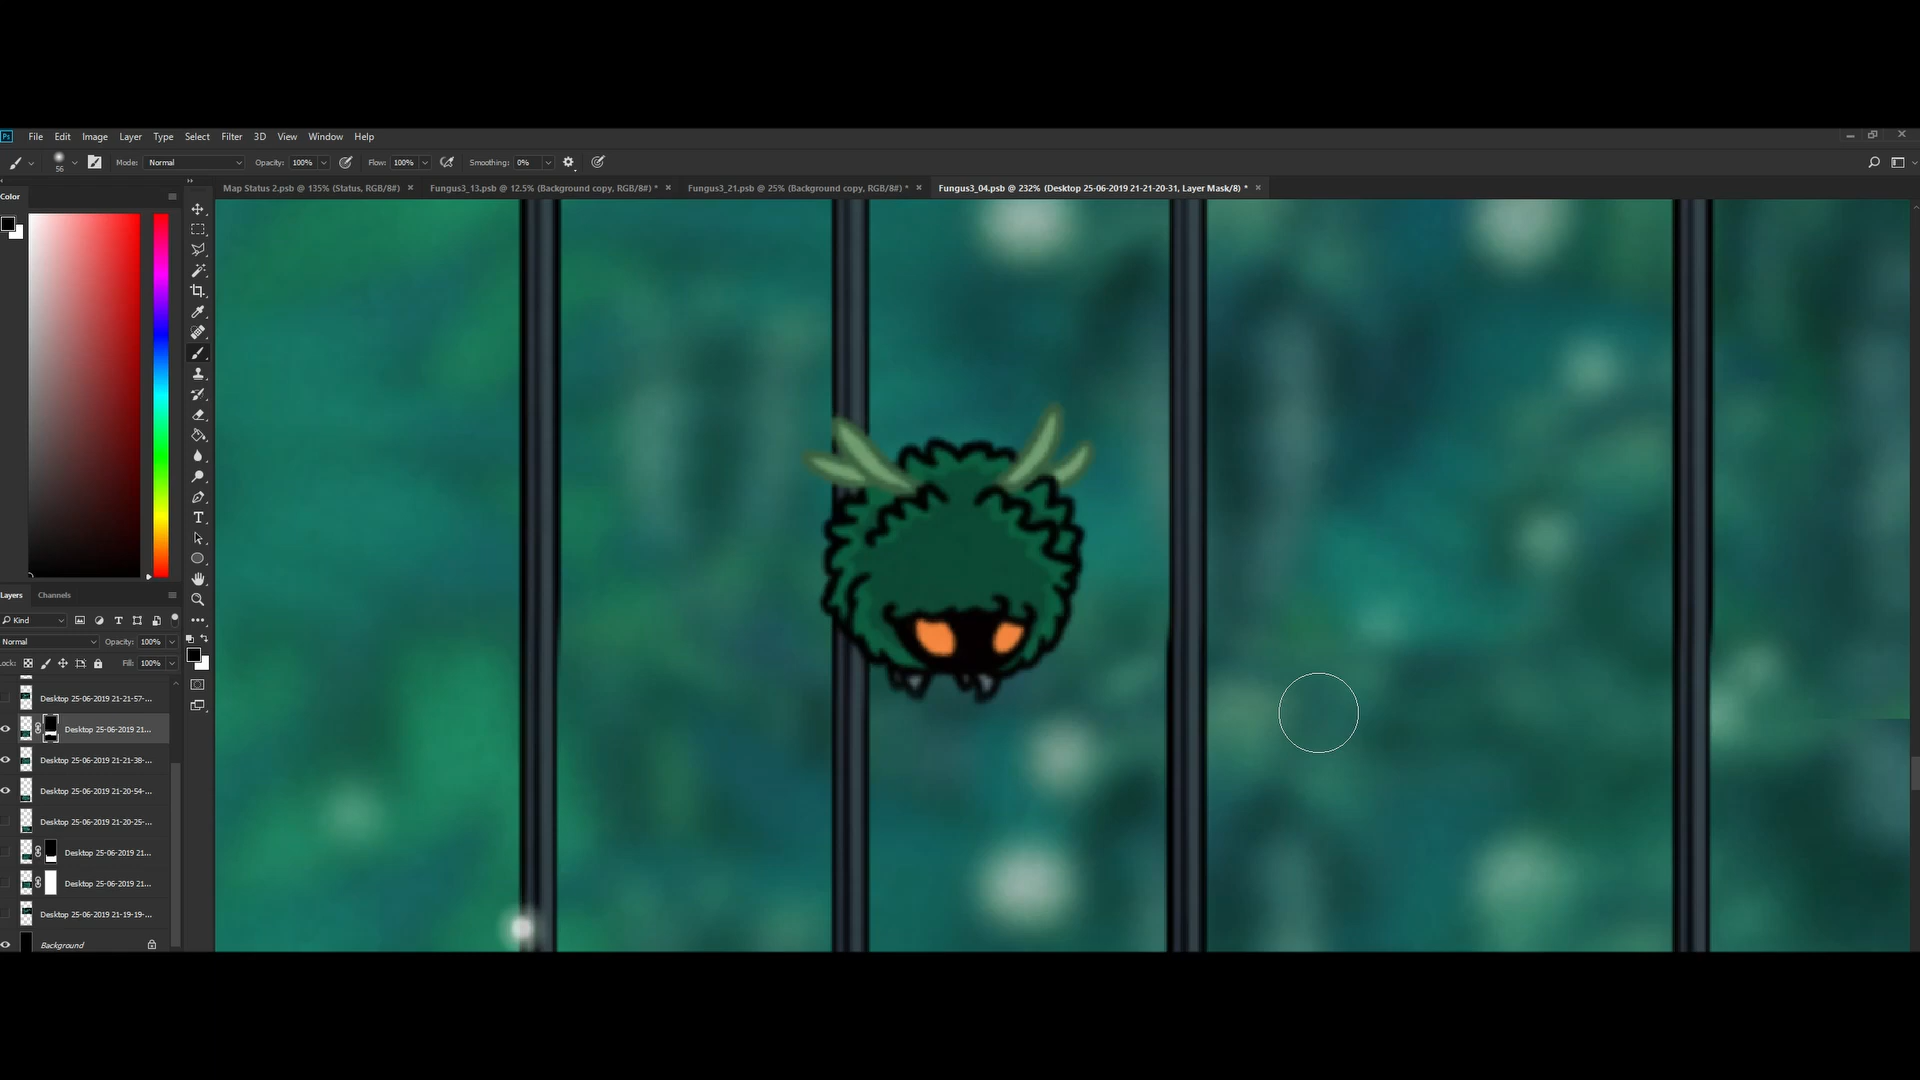 Ps File Edit Image Layer Type Select Filter 3D View Window Help
56 Mode: Normal Opacity: 100% Flow: 100% Smoothing: 0%
Map Status 2.psb @ 135% (Status, RGB/8#) × Fungus3_13.psb @ 12.5% (Background copy, RGB/8#) * × Fungus3_21.psb @ 25% (Background copy, RGB/8#) * × Fungus3_04.psb @ 232% (Desktop 25-06-2019 21-21-20-31, Layer Mask/8) * ×
Color
Layers Channels
Kind
Normal Opacity: 100%
Lock: Fill: 100%
Desktop 25-06-2019 21-21-57-...
Desktop 25-06-2019 21...
Desktop 25-06-2019 21-21-38-...
Desktop 25-06-2019 21-20-54-...
Desktop 25-06-2019 21-20-25-...
Desktop 25-06-2019 21...
Desktop 25-06-2019 21...
Desktop 25-06-2019 21-19-19-...
Background